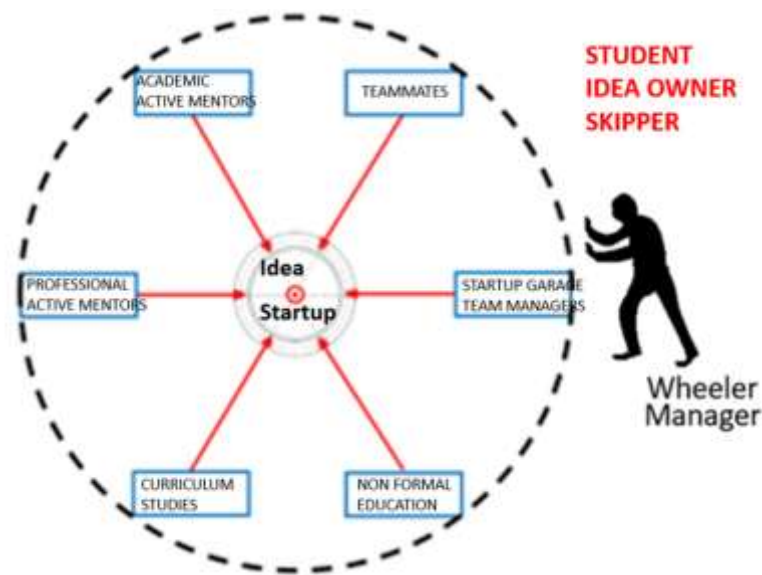 STUDENT
IDEA OWNER
SKIPPER
ACADEMIC
ACTIVE MENTORS
TEAMMATES
Idea
Startup
PROFESSIONAL
ACTIVE MENTORS
STARTUP GARAGE
TEAM MANAGERS
Wheeler
Manager
CURRICULUM
STUDIES
NON FORMAL
EDUCATION